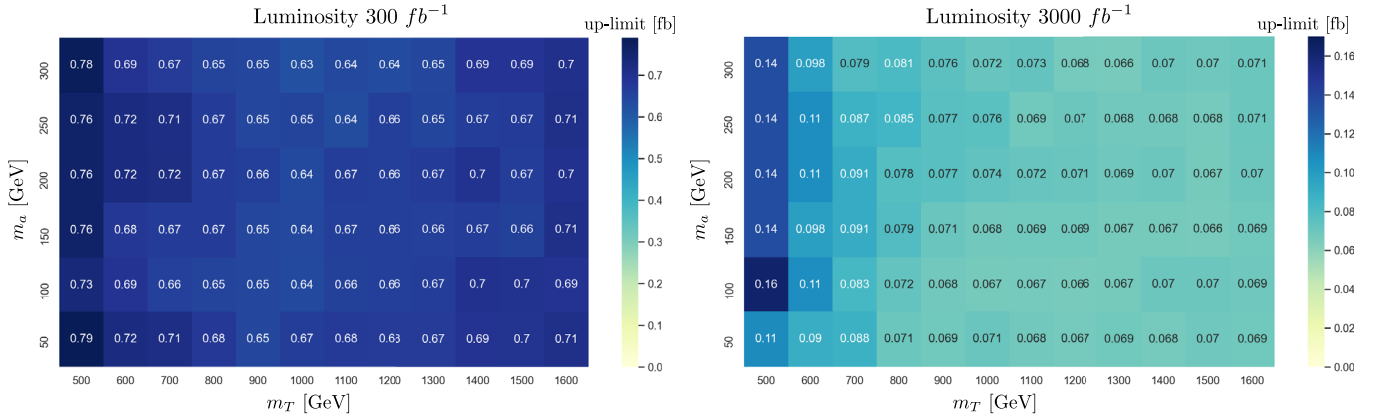 Luminosity 300 fb⁻¹
up-limit [fb]
300 0.78 0.69 0.67 0.65 0.65 0.63 0.64 0.64 0.65 0.69 0.69 0.7
250 0.76 0.72 0.71 0.67 0.65 0.65 0.64 0.66 0.65 0.67 0.67 0.71
200 0.76 0.72 0.72 0.67 0.66 0.64 0.67 0.66 0.67 0.7 0.67 0.7
150 0.76 0.68 0.67 0.67 0.65 0.64 0.67 0.66 0.66 0.67 0.66 0.71
100 0.73 0.69 0.66 0.65 0.65 0.64 0.66 0.66 0.67 0.7 0.7 0.69
50 0.79 0.72 0.71 0.68 0.65 0.67 0.68 0.68 0.67 0.69 0.7 0.71
500 600 700 800 900 1000 1100 1200 1300 1400 1500 1600
m_T [GeV]
m_a [GeV]
0.7
0.6
0.5
0.4
0.3
0.2
0.1
0.0
Luminosity 3000 fb⁻¹
up-limit [fb]
300 0.14 0.098 0.079 0.081 0.076 0.072 0.073 0.068 0.066 0.07 0.07 0.071
250 0.14 0.11 0.087 0.085 0.077 0.076 0.069 0.07 0.068 0.068 0.068 0.071
200 0.14 0.11 0.091 0.078 0.077 0.074 0.072 0.071 0.069 0.07 0.067 0.07
150 0.14 0.098 0.091 0.079 0.071 0.068 0.069 0.069 0.067 0.067 0.066 0.069
100 0.16 0.11 0.083 0.072 0.068 0.067 0.067 0.066 0.067 0.07 0.07 0.069
50 0.11 0.09 0.088 0.071 0.069 0.071 0.068 0.067 0.068 0.068 0.07 0.069
500 600 700 800 900 1000 1100 1200 1300 1400 1500 1600
m_T [GeV]
m_a [GeV]
0.16
0.14
0.12
0.10
0.08
0.06
0.04
0.02
0.00